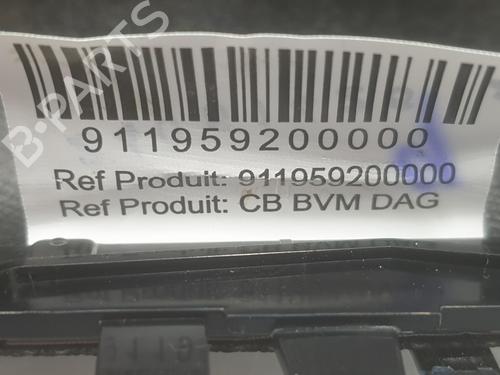 B-PARTS
911959200000
Ref Produit: 911959200000
Ref Produit: CB BVM DAG